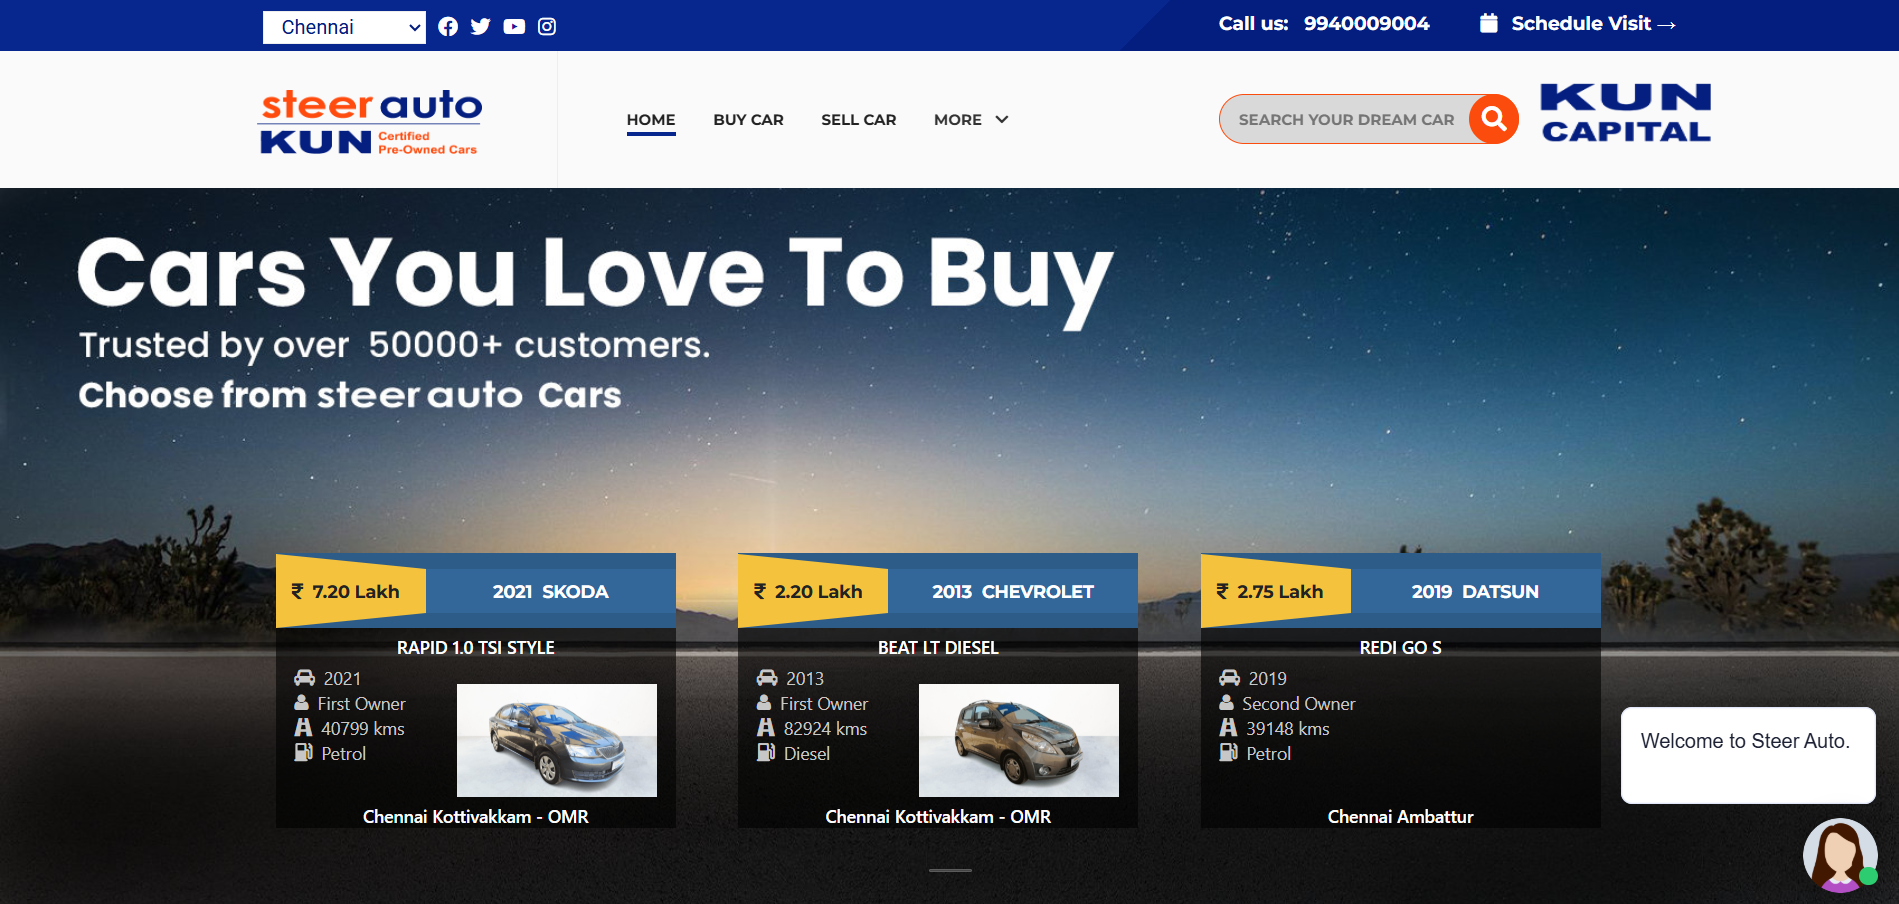 Chennai
Call us: 9940009004
Schedule Visit →
steer auto
KUN Certified Pre-Owned Cars
HOME
BUY CAR
SELL CAR
MORE
SEARCH YOUR DREAM CAR
KUN
CAPITAL
Cars You Love To Buy
Trusted by over 50000+ customers.
Choose from steer auto Cars
₹ 7.20 Lakh
2021 SKODA
RAPID 1.0 TSI STYLE
2021
First Owner
40799 kms
Petrol
Chennai Kottivakkam - OMR
₹ 2.20 Lakh
2013 CHEVROLET
BEAT LT DIESEL
2013
First Owner
82924 kms
Diesel
Chennai Kottivakkam - OMR
₹ 2.75 Lakh
2019 DATSUN
REDI GO S
2019
Second Owner
39148 kms
Petrol
Chennai Ambattur
Welcome to Steer Auto.